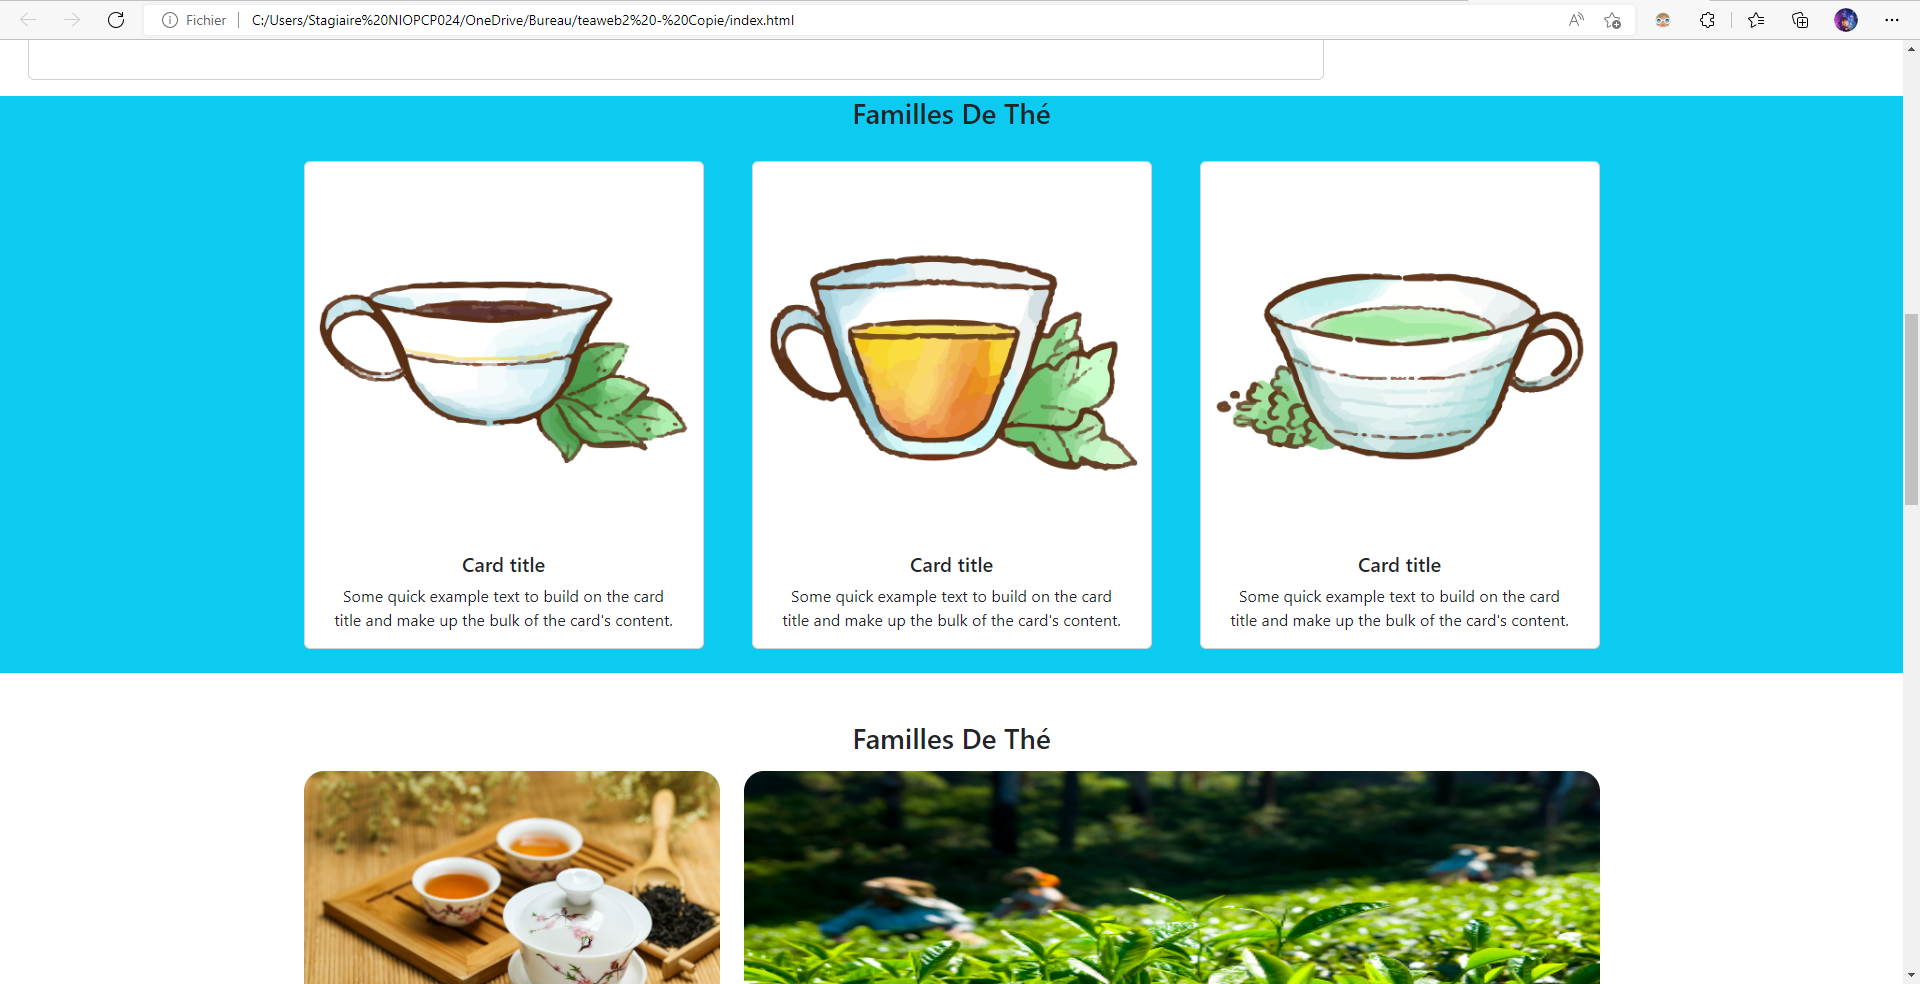 Fichier
C:/Users/Stagiaire%20NIOPCP024/OneDrive/Bureau/teaweb2%20-%20Copie/index.html
Familles De Thé
Card title
Some quick example text to build on the card
title and make up the bulk of the card's content.
Card title
Some quick example text to build on the card
title and make up the bulk of the card's content.
Card title
Some quick example text to build on the card
title and make up the bulk of the card's content.
Familles De Thé